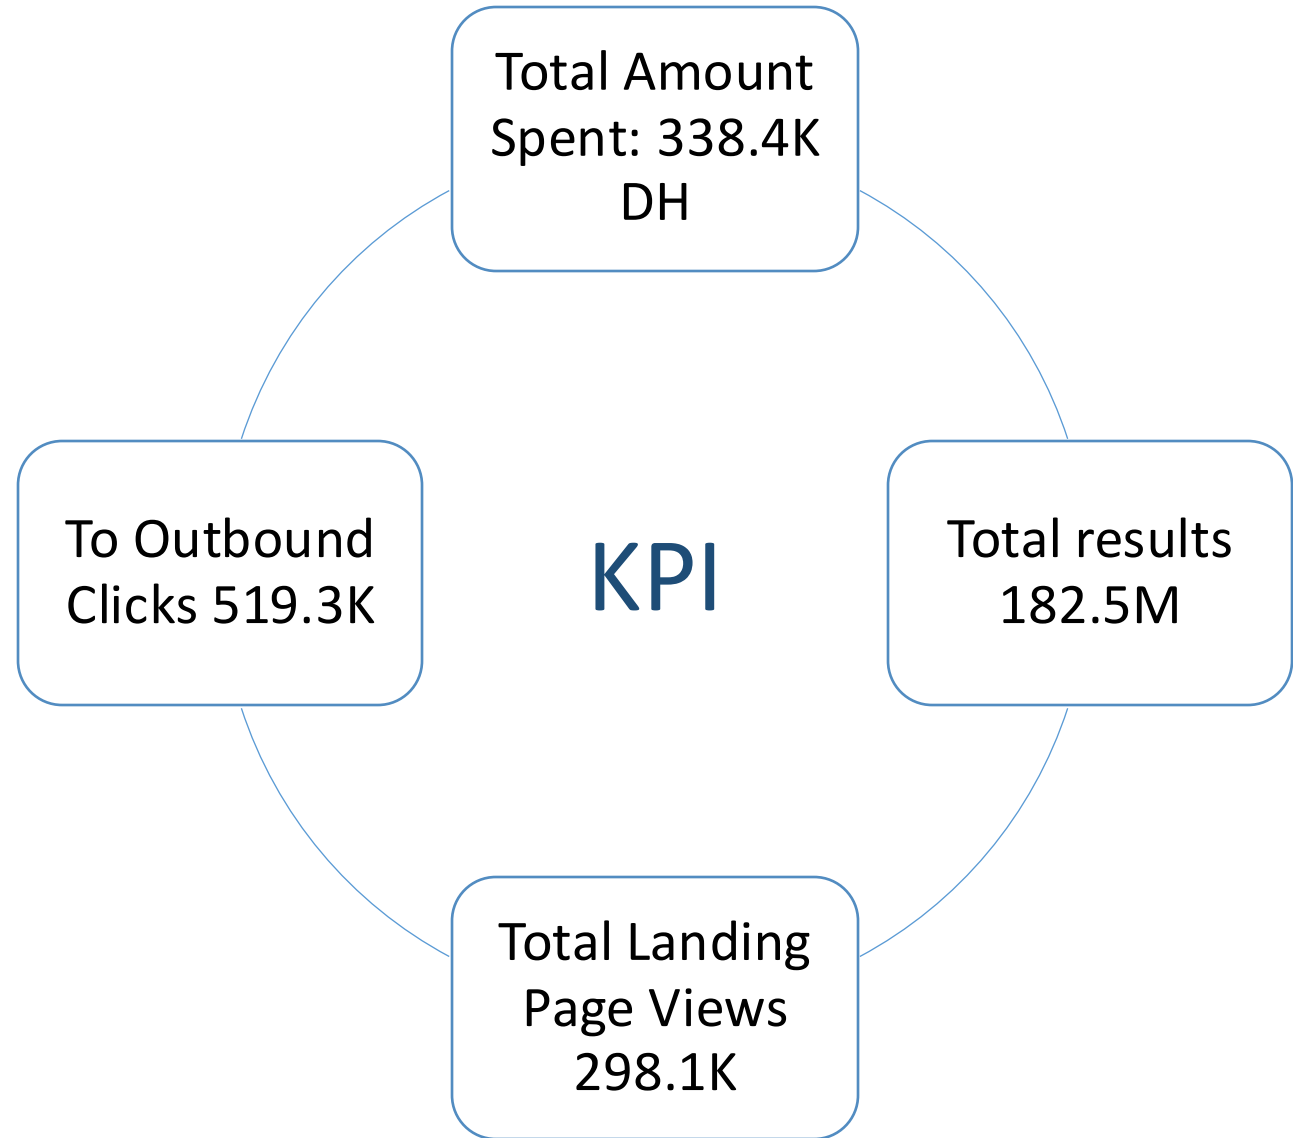 Total Amount
Spent: 338.4K
DH
To Outbound
Clicks 519.3K
KPI
Total results
182.5M
Total Landing
Page Views
298.1K